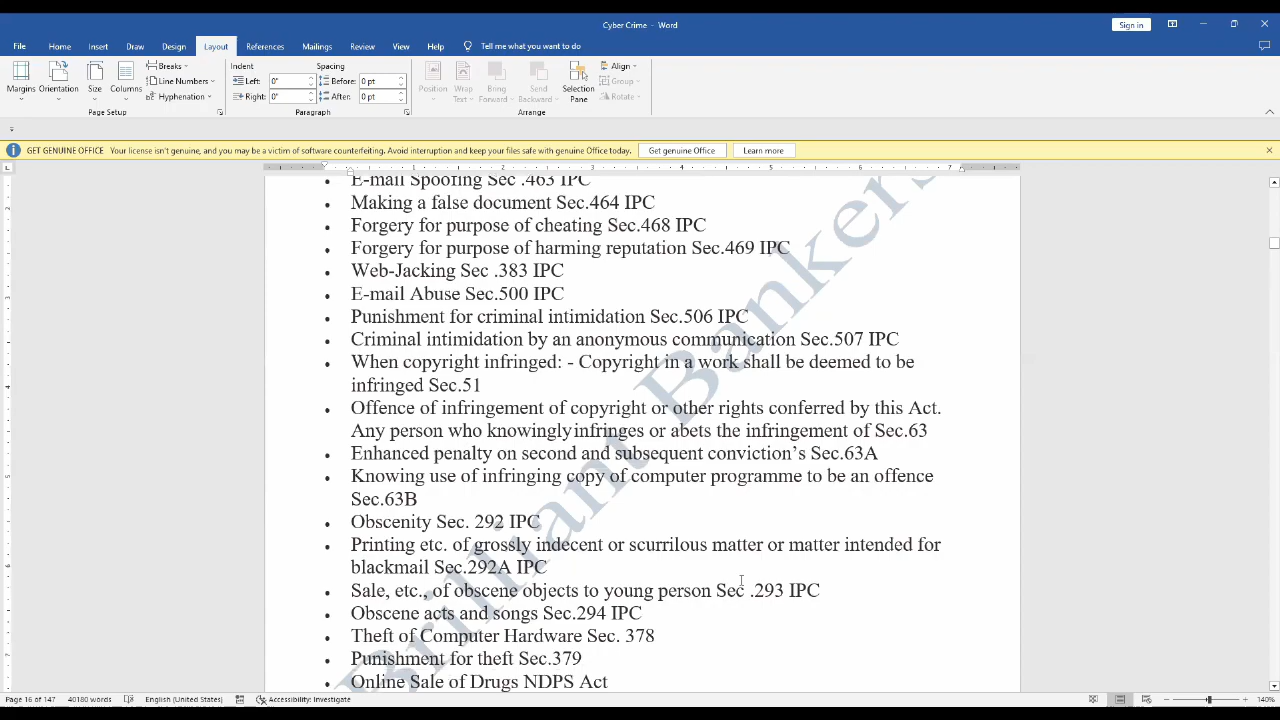 Cyber Crime - Word
Sign in
File Home Insert Draw Design Layout References Mailings Review View Help Tell me what you want to do
Margins Orientation Size Columns Breaks Line Numbers Hyphenation
Indent Left: 0" Right: 0"
Spacing Before: 0 pt After: 0 pt
Position Wrap Text Bring Forward Send Backward Selection Pane Align Group Rotate
Page Setup Paragraph Arrange
GET GENUINE OFFICE Your license isn't genuine, and you may be a victim of software counterfeiting. Avoid interruption and keep your files safe with genuine Office today. Get genuine Office Learn more
E-mail Spoofing Sec .463 IPC
Making a false document Sec.464 IPC
Forgery for purpose of cheating Sec.468 IPC
Forgery for purpose of harming reputation Sec.469 IPC
Web-Jacking Sec .383 IPC
E-mail Abuse Sec.500 IPC
Punishment for criminal intimidation Sec.506 IPC
Criminal intimidation by an anonymous communication Sec.507 IPC
When copyright infringed: - Copyright in a work shall be deemed to be
infringed Sec.51
Offence of infringement of copyright or other rights conferred by this Act.
Any person who knowingly infringes or abets the infringement of Sec.63
Enhanced penalty on second and subsequent conviction's Sec.63A
Knowing use of infringing copy of computer programme to be an offence
Sec.63B
Obscenity Sec. 292 IPC
Printing etc. of grossly indecent or scurrilous matter or matter intended for
blackmail Sec.292A IPC
Sale, etc., of obscene objects to young person Sec .293 IPC
Obscene acts and songs Sec.294 IPC
Theft of Computer Hardware Sec. 378
Punishment for theft Sec.379
Online Sale of Drugs NDPS Act
Brilliant Bankers
Page 16 of 147 40180 words English (United States) Accessibility: Investigate 140%